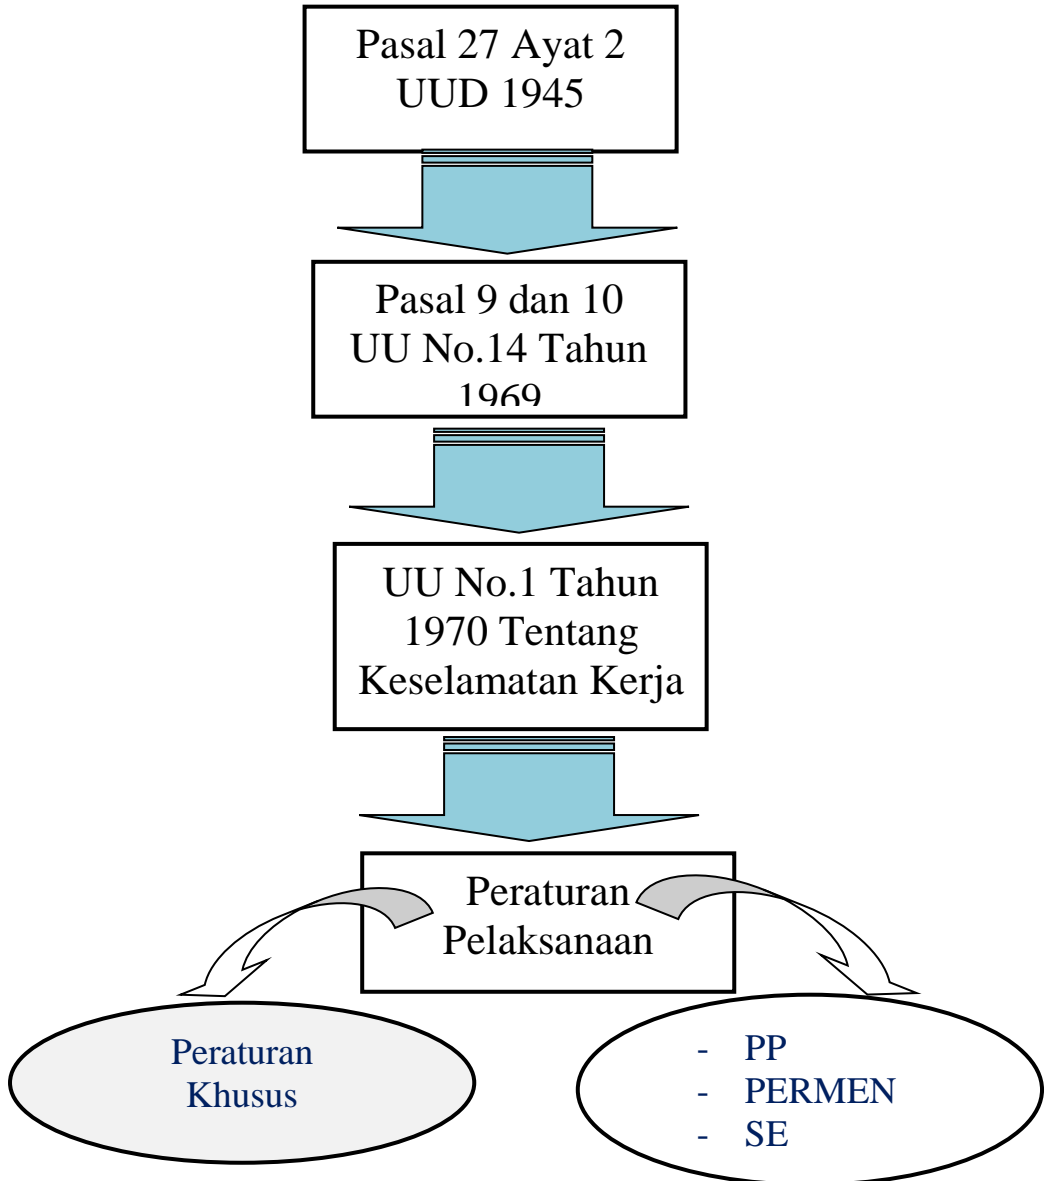 Pasal 27 Ayat 2
UUD 1945
Pasal 9 dan 10
UU No.14 Tahun
1969
UU No.1 Tahun
1970 Tentang
Keselamatan Kerja
Peraturan
Pelaksanaan
Peraturan
Khusus
- PP
- PERMEN
- SE